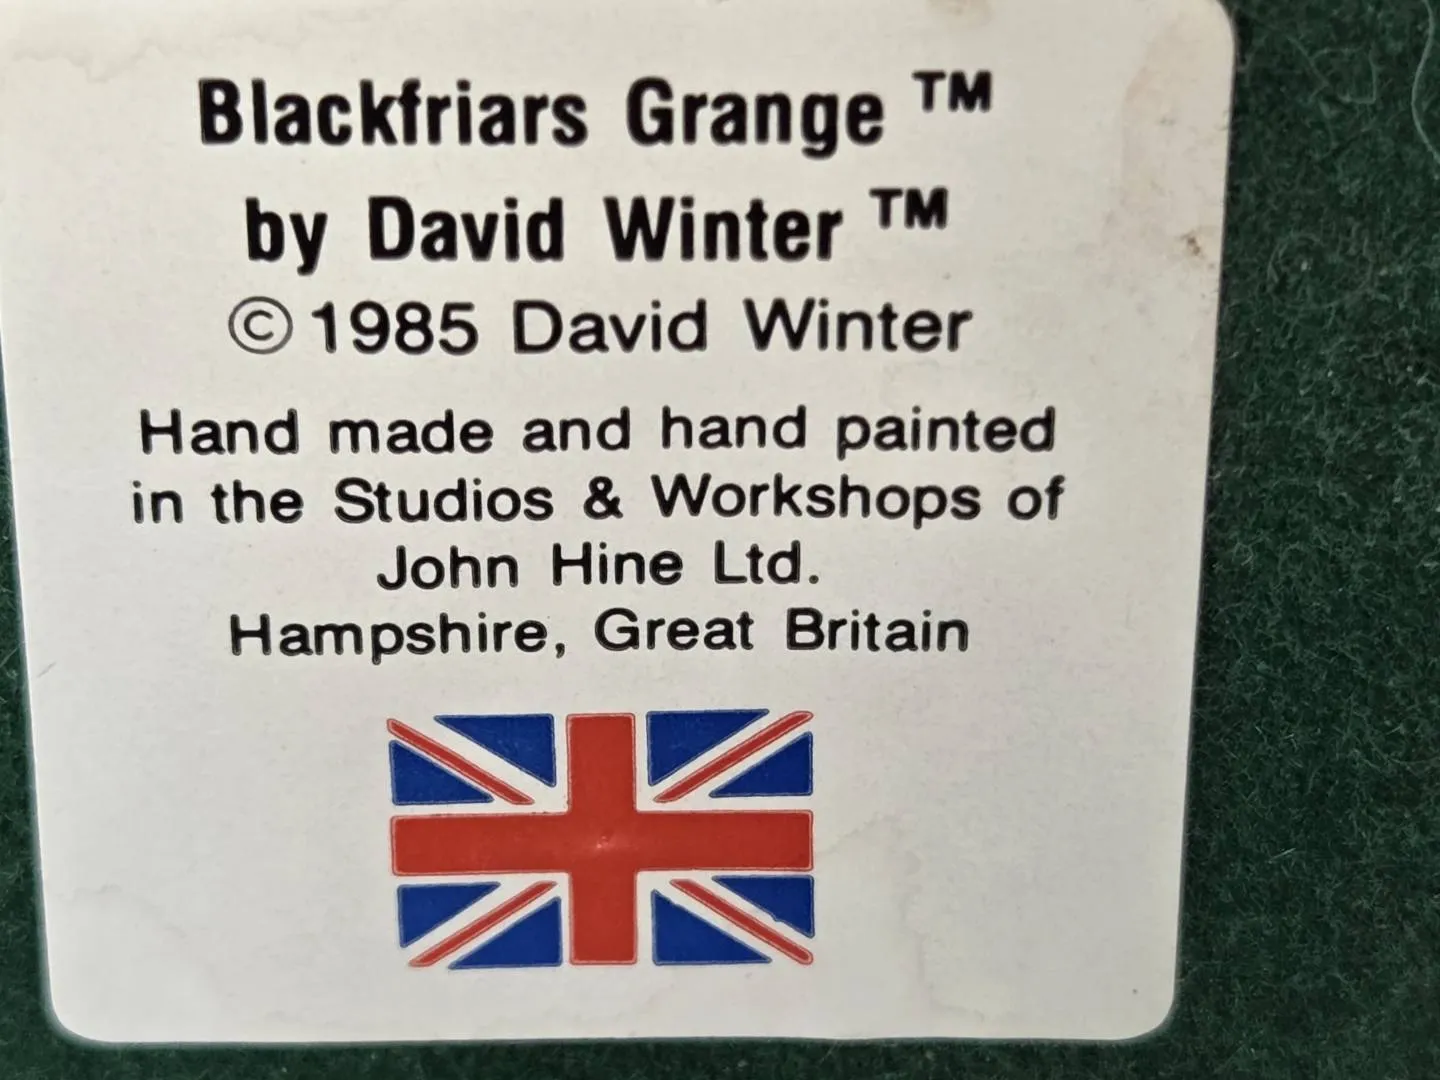 Blackfriars Grange ™
by David Winter ™
© 1985 David Winter
Hand made and hand painted
in the Studios & Workshops of
John Hine Ltd.
Hampshire, Great Britain